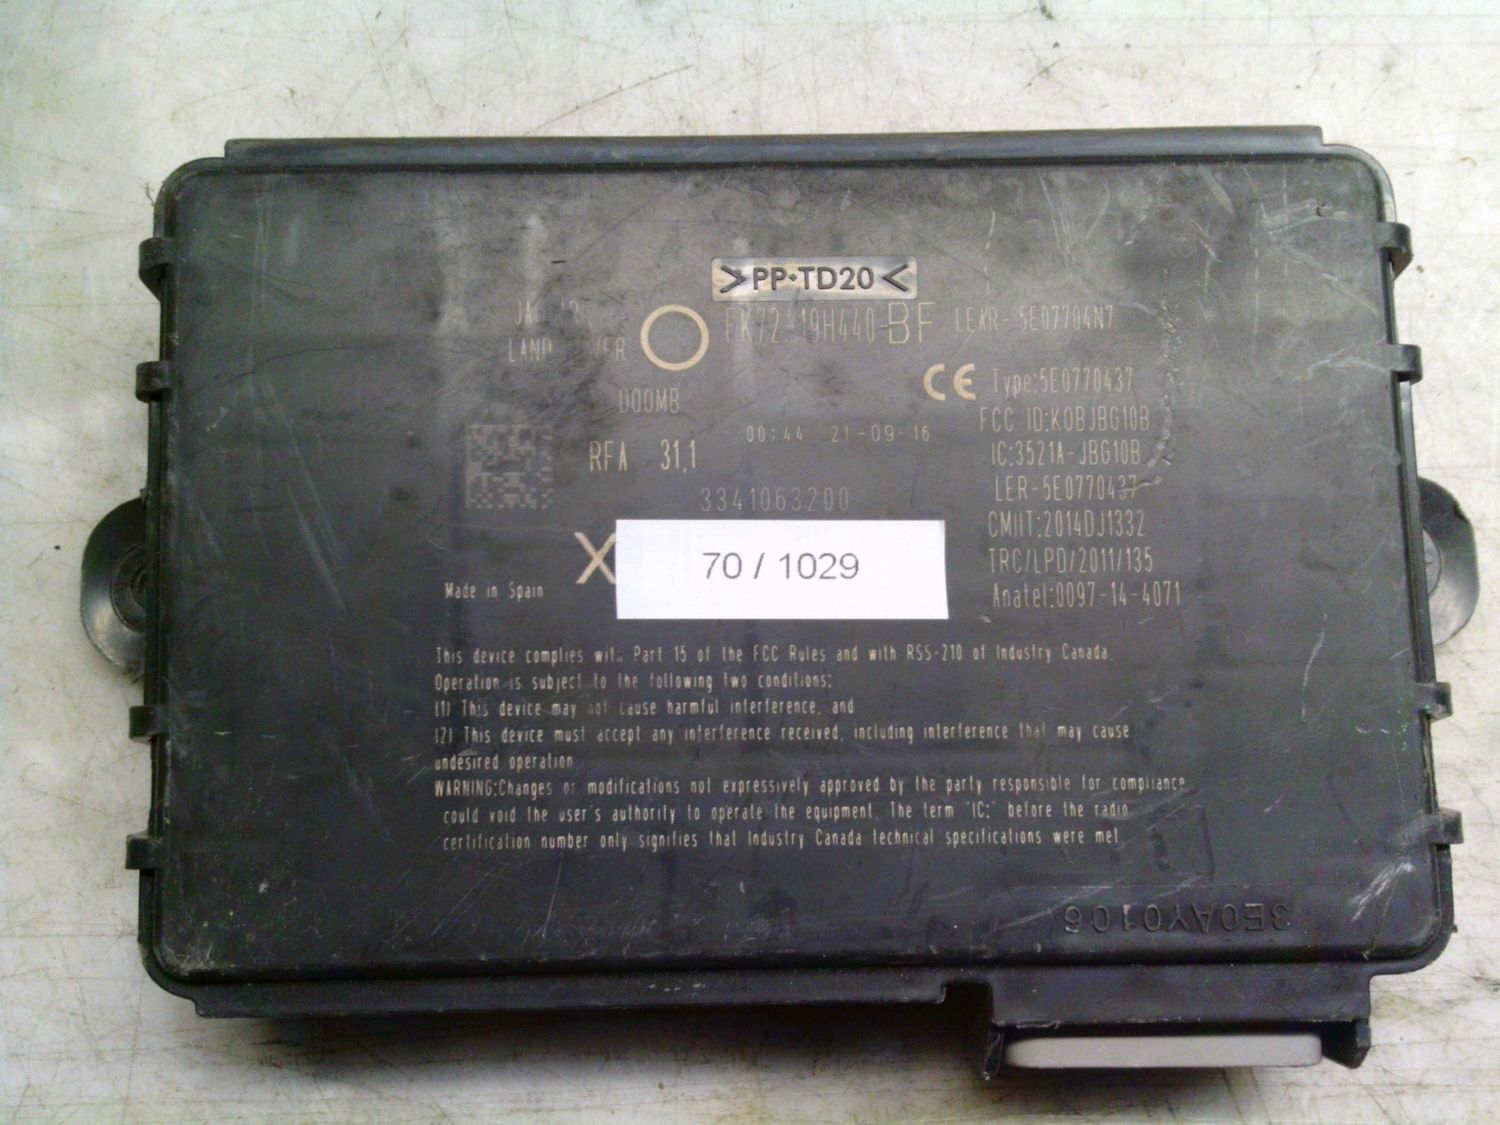 >PP-TD20<
LAND
FK72-19H440-BF
LEAR-5E07704N7
D00MB
CE Type:5E0770437
00:44 21-09-16
FCC ID:KOBJBG10B
RFA 31,1
IC:3521A-JBG10B
LER-5E0770437
3341063200
CMIIT:2014DJ1332
X
70 / 1029
TRC/LPD/2011/135
Made in Spain
Anatel:0097-14-4071
This device complies with Part 15 of the FCC Rules and with RSS-210 of Industry Canada.
Operation is subject to the following two conditions:
(1) This device may not cause harmful interference, and
(2) This device must accept any interference received, including interference that may cause
undesired operation
WARNING:Changes or modifications not expressively approved by the party responsible for compliance
could void the user's authority to operate the equipment. The term "IC:" before the radio
certification number only signifies that Industry Canada technical specifications were met
3E0AY0106